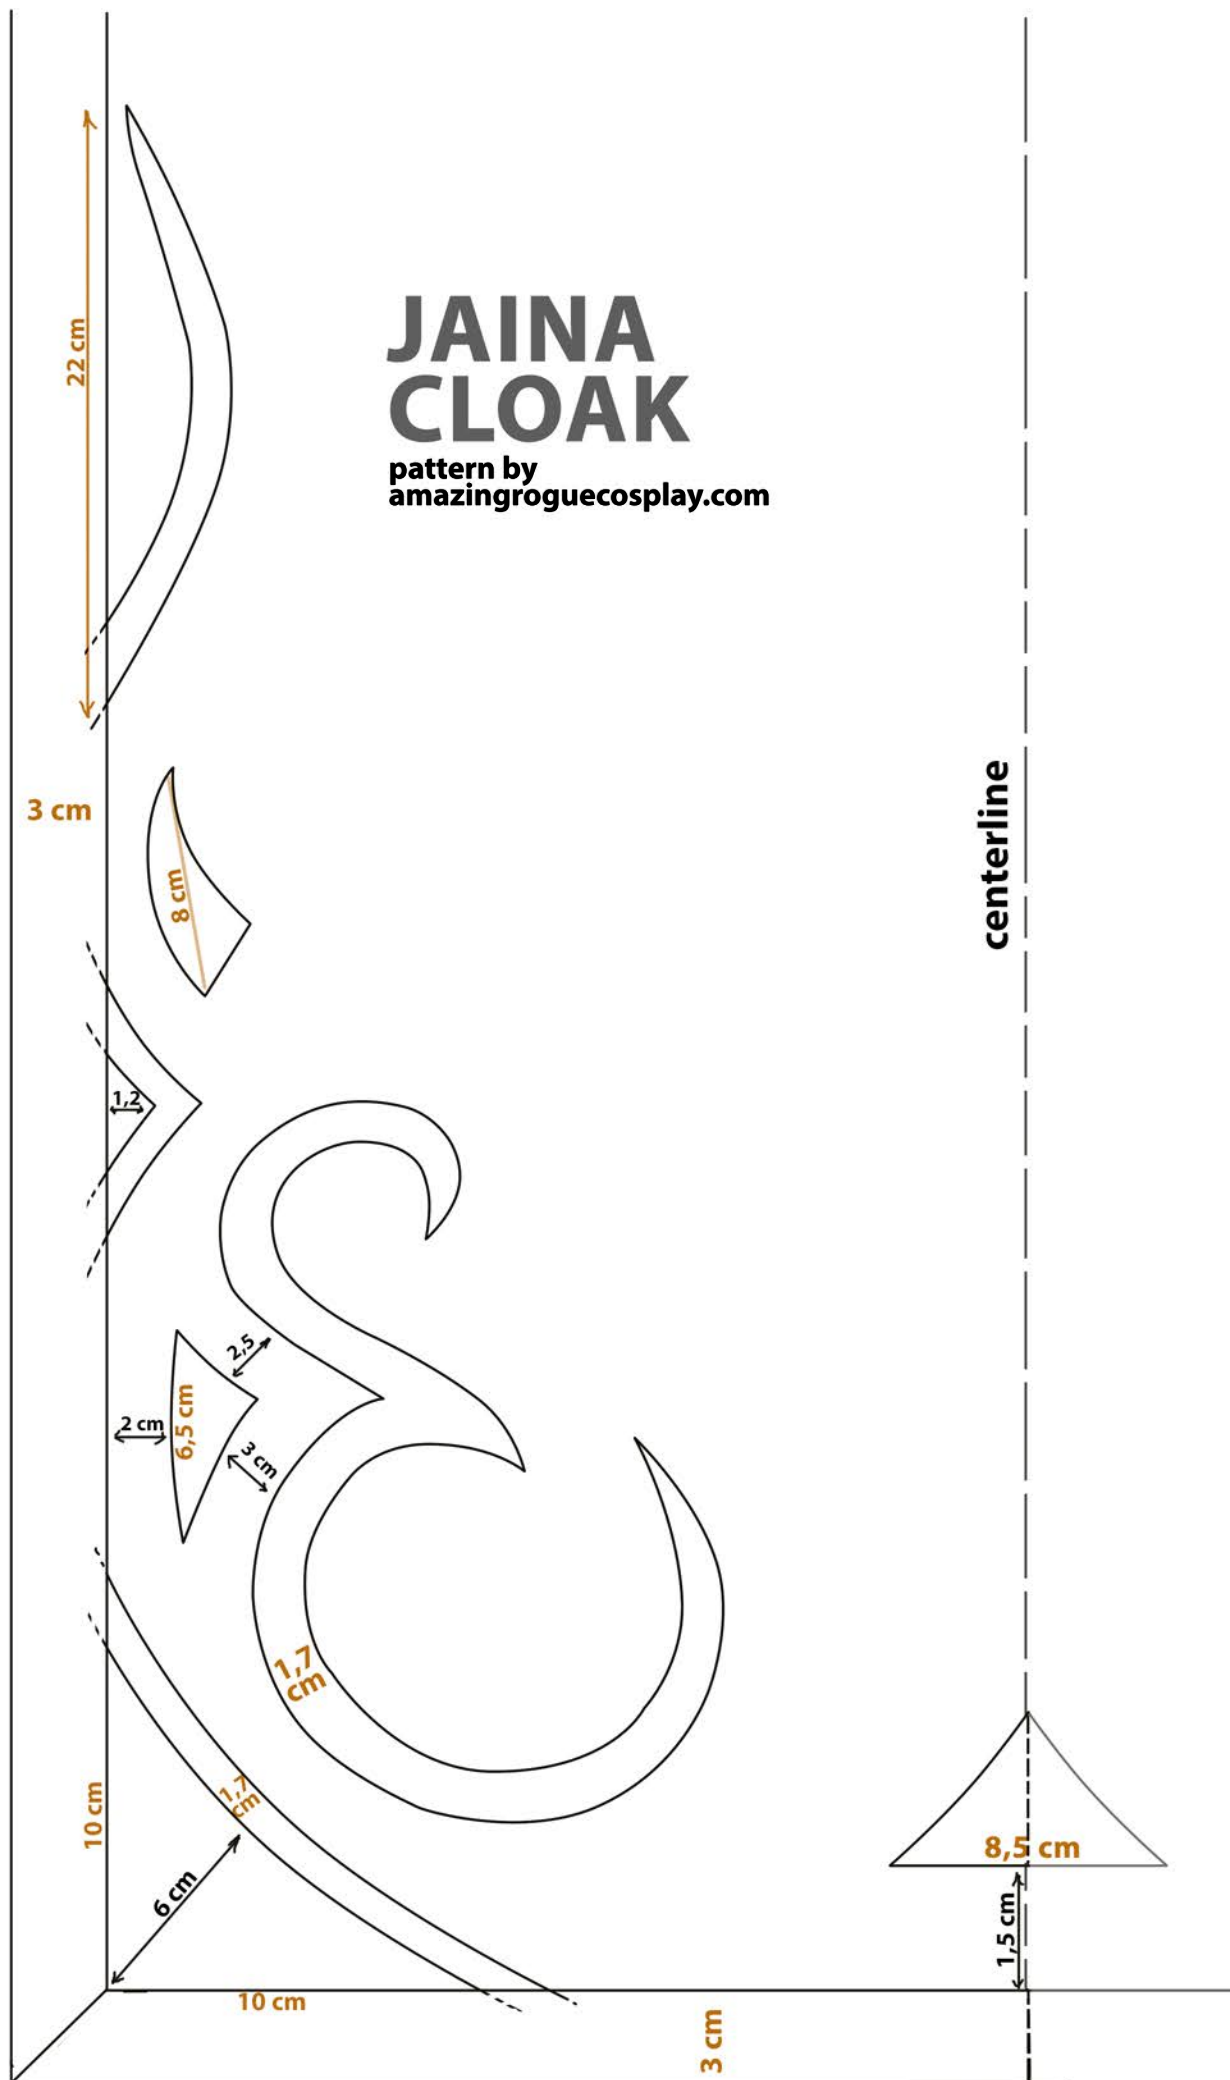 22 cm
JAINA
CLOAK
pattern by
amazingroguecosplay.com
3 cm
centerline
8 cm
1,2
2,5
2 cm
6,5 cm
3 cm
1,7
cm
1,7
cm
10 cm
6 cm
8,5 cm
1,5 cm
10 cm
3 cm